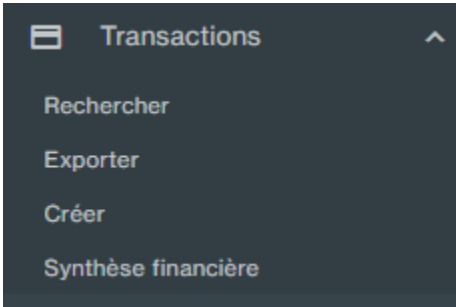 Transactions
Rechercher
Exporter
Créer
Synthèse financière